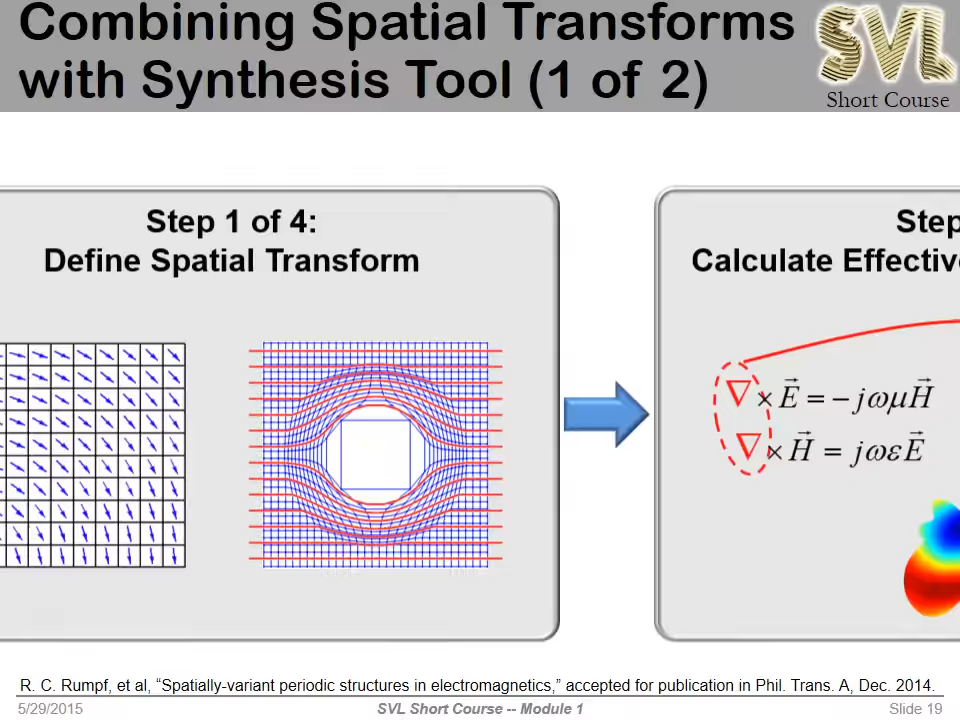 Combining Spatial Transforms
with Synthesis Tool (1 of 2)
SVL
Short Course
Step 1 of 4:
Define Spatial Transform
Step
Calculate Effectiv
∇ × E⃗ = −jωμH⃗
∇ × H⃗ = jωεE⃗
R. C. Rumpf, et al, “Spatially-variant periodic structures in electromagnetics,” accepted for publication in Phil. Trans. A, Dec. 2014.
5/29/2015
SVL Short Course -- Module 1
Slide 19